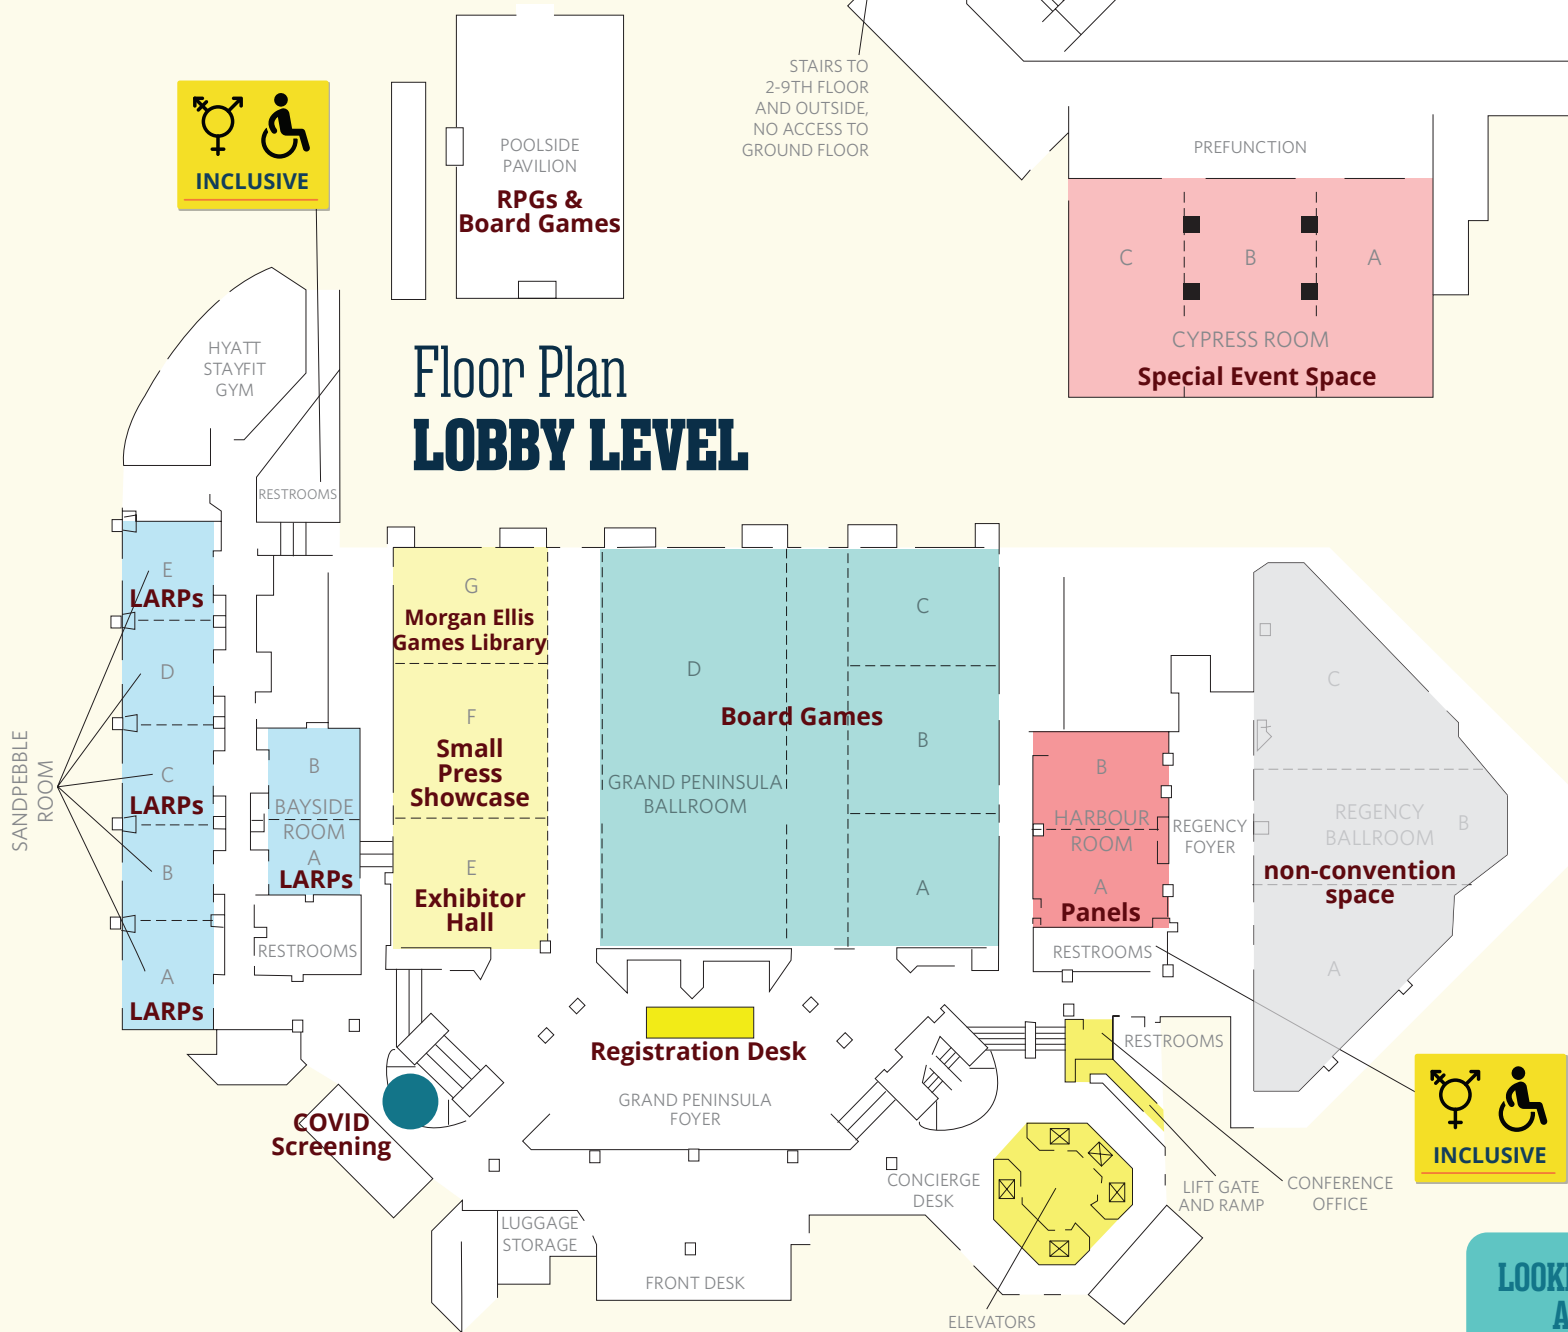 STAIRS TO
2-9TH FLOOR
AND OUTSIDE,
NO ACCESS TO
GROUND FLOOR
INCLUSIVE
POOLSIDE
PAVILION
RPGs &
Board Games
PREFUNCTION
C
B
A
CYPRESS ROOM
Special Event Space
HYATT
STAYFIT
GYM
Floor Plan
LOBBY LEVEL
RESTROOMS
SANDPEBBLE
ROOM
E
LARPs
D
C
LARPs
B
A
LARPs
B
BAYSIDE
ROOM
A
LARPs
RESTROOMS
G
Morgan Ellis
Games Library
F
Small
Press
Showcase
E
Exhibitor
Hall
D
C
Board Games
B
GRAND PENINSULA
BALLROOM
A
B
HARBOUR
ROOM
A
Panels
RESTROOMS
REGENCY
FOYER
C
REGENCY
BALLROOM
B
non-convention
space
A
Registration Desk
GRAND PENINSULA
FOYER
COVID
Screening
RESTROOMS
INCLUSIVE
CONCIERGE
DESK
LIFT GATE
AND RAMP
CONFERENCE
OFFICE
LUGGAGE
STORAGE
FRONT DESK
ELEVATORS